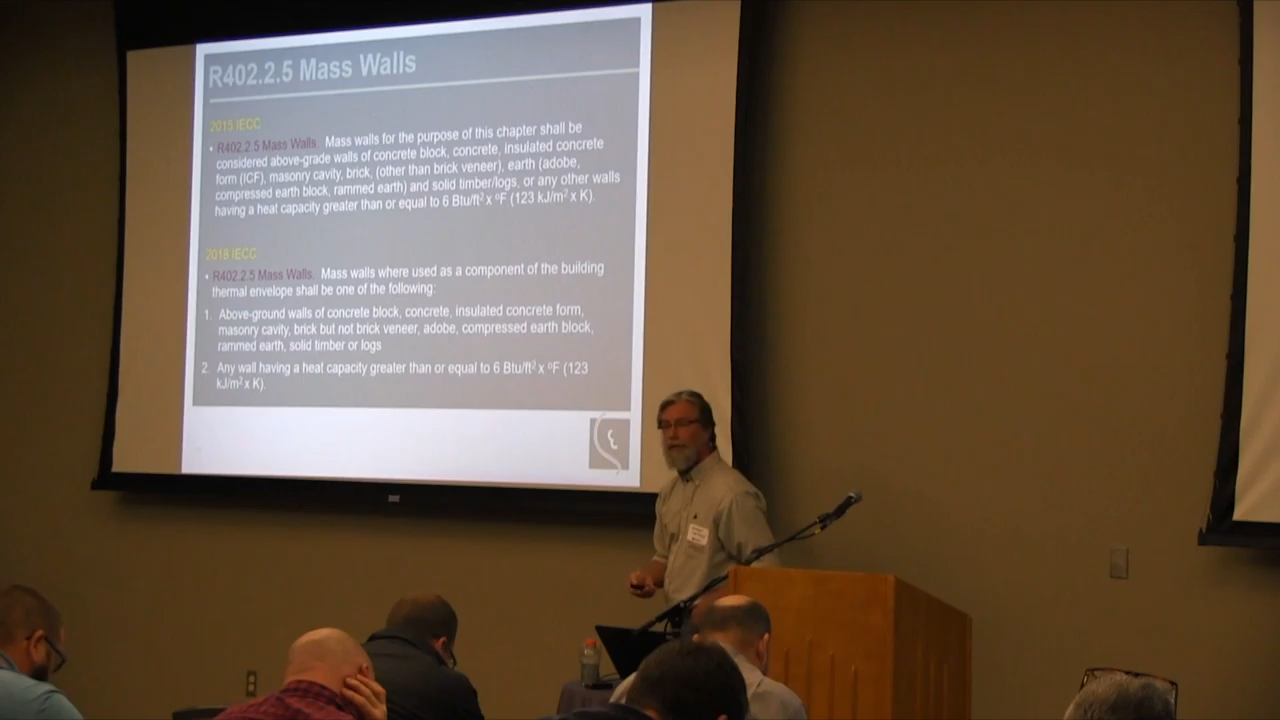 R402.2.5 Mass Walls
2015 IECC
• R402.2.5 Mass Walls. Mass walls for the purpose of this chapter shall be
considered above-grade walls of concrete block, concrete, insulated concrete
form (ICF), masonry cavity, brick, (other than brick veneer), earth (adobe,
compressed earth block, rammed earth) and solid timber/logs, or any other walls
having a heat capacity greater than or equal to 6 Btu/ft² x ºF (123 kJ/m² x K).
2018 IECC
• R402.2.5 Mass Walls. Mass walls where used as a component of the building
thermal envelope shall be one of the following:
1. Above-ground walls of concrete block, concrete, insulated concrete form,
masonry cavity, brick but not brick veneer, adobe, compressed earth block,
rammed earth, solid timber or logs
2. Any wall having a heat capacity greater than or equal to 6 Btu/ft² x ºF (123
kJ/m² x K).